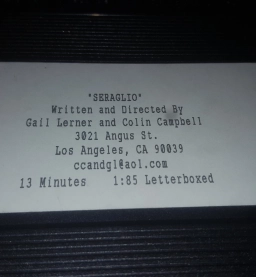 "SERAGLIO"
Written and Directed By
Gail Lerner and Colin Campbell
3021 Angus St.
Los Angeles, CA 90039
ccandgl@aol.com
13 Minutes 1:85 Letterboxed